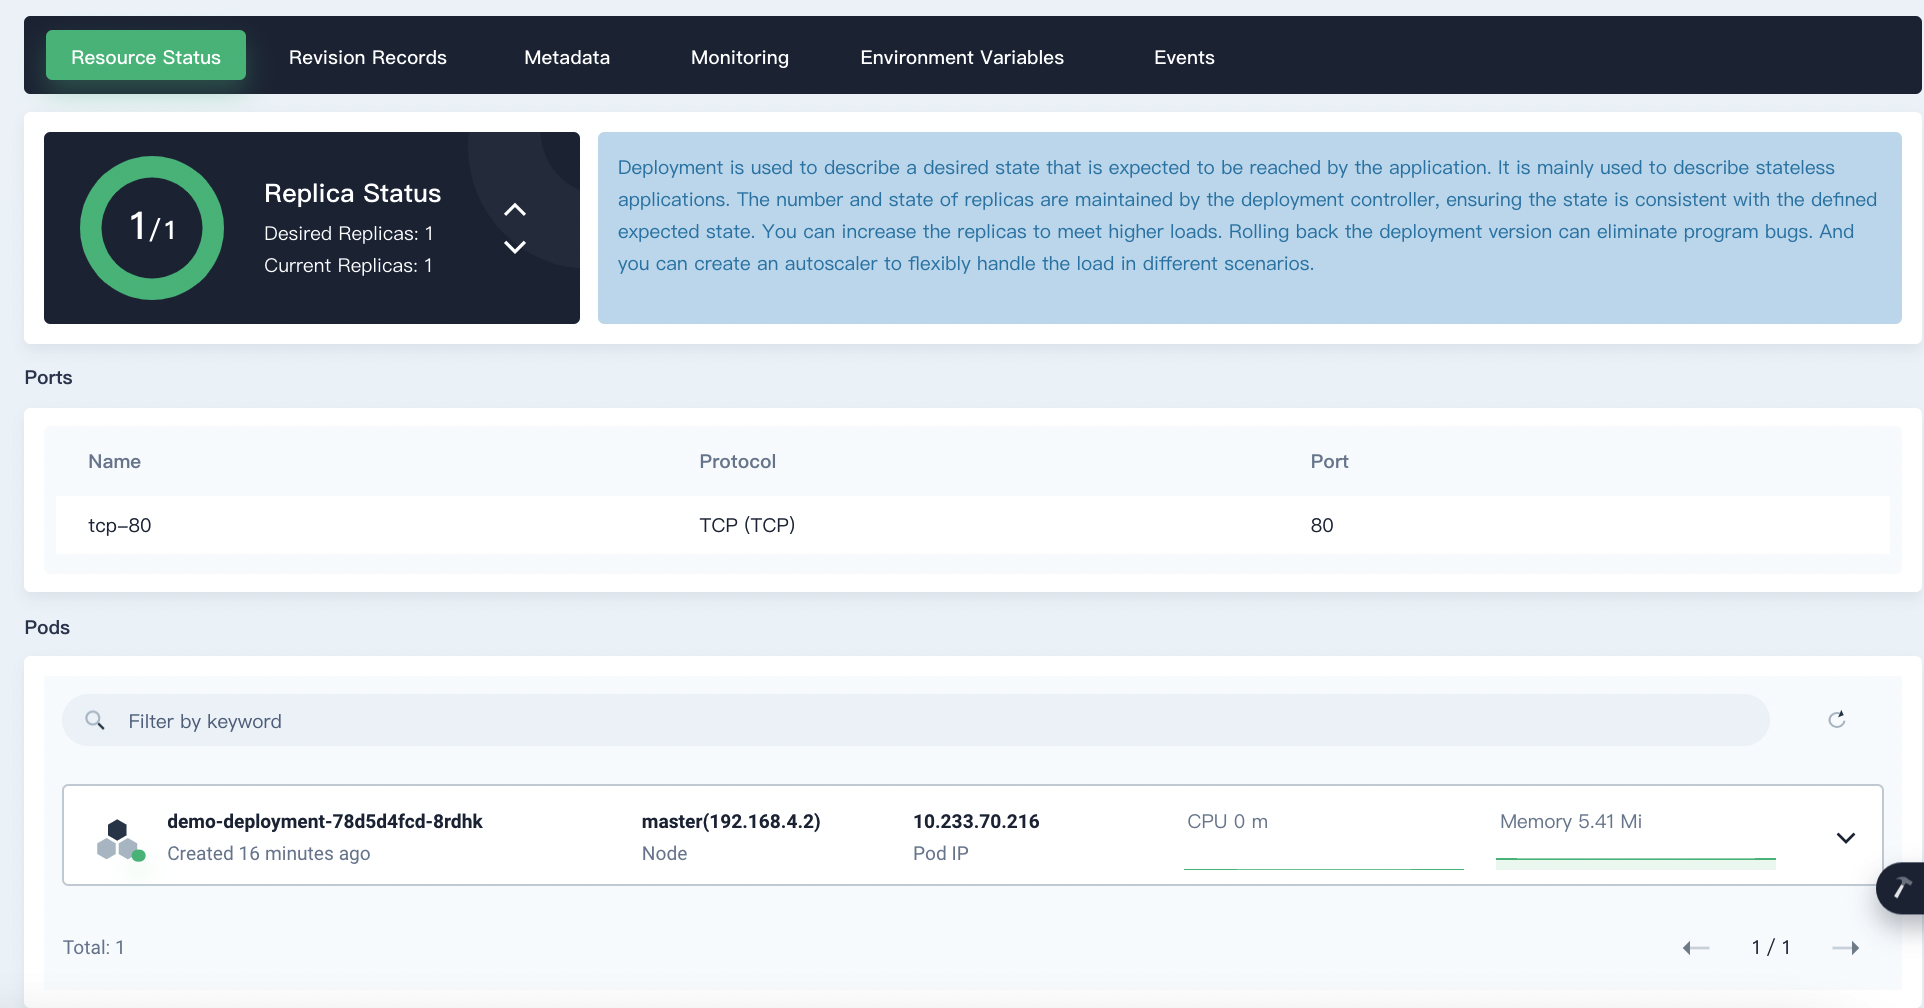 Resource Status Revision Records Metadata Monitoring Environment Variables Events
1/1
Replica Status
Desired Replicas: 1
Current Replicas: 1
Deployment is used to describe a desired state that is expected to be reached by the application. It is mainly used to describe stateless
applications. The number and state of replicas are maintained by the deployment controller, ensuring the state is consistent with the defined
expected state. You can increase the replicas to meet higher loads. Rolling back the deployment version can eliminate program bugs. And
you can create an autoscaler to flexibly handle the load in different scenarios.
Ports
Name Protocol Port
tcp-80 TCP (TCP) 80
Pods
Filter by keyword
demo-deployment-78d5d4fcd-8rdhk master(192.168.4.2) 10.233.70.216 CPU 0 m Memory 5.41 Mi
Created 16 minutes ago Node Pod IP
Total: 1 1 / 1